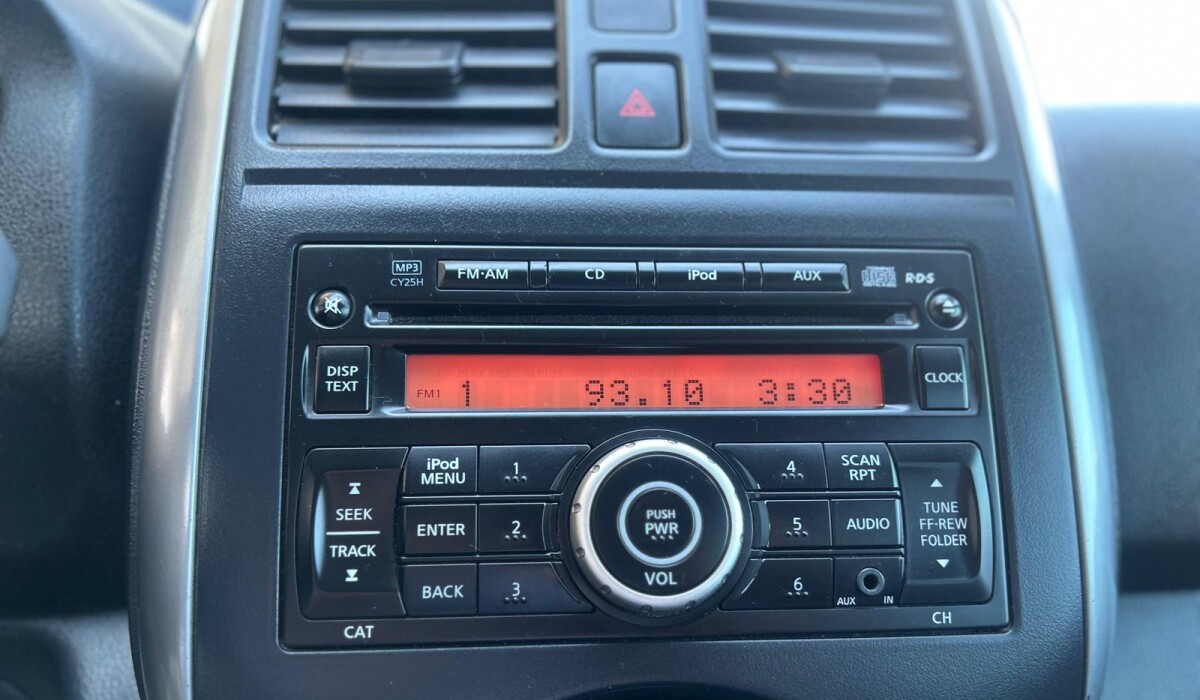 MP3
CY25H
FM·AM CD iPod AUX
R·D·S
DISP
TEXT
FM1 1 93.10 3:30
CLOCK
SEEK
TRACK
CAT
iPod
MENU
1
ENTER
2
BACK
3
PUSH
PWR
VOL
4
SCAN
RPT
5
AUDIO
6
AUX IN
TUNE
FF·REW
FOLDER
CH